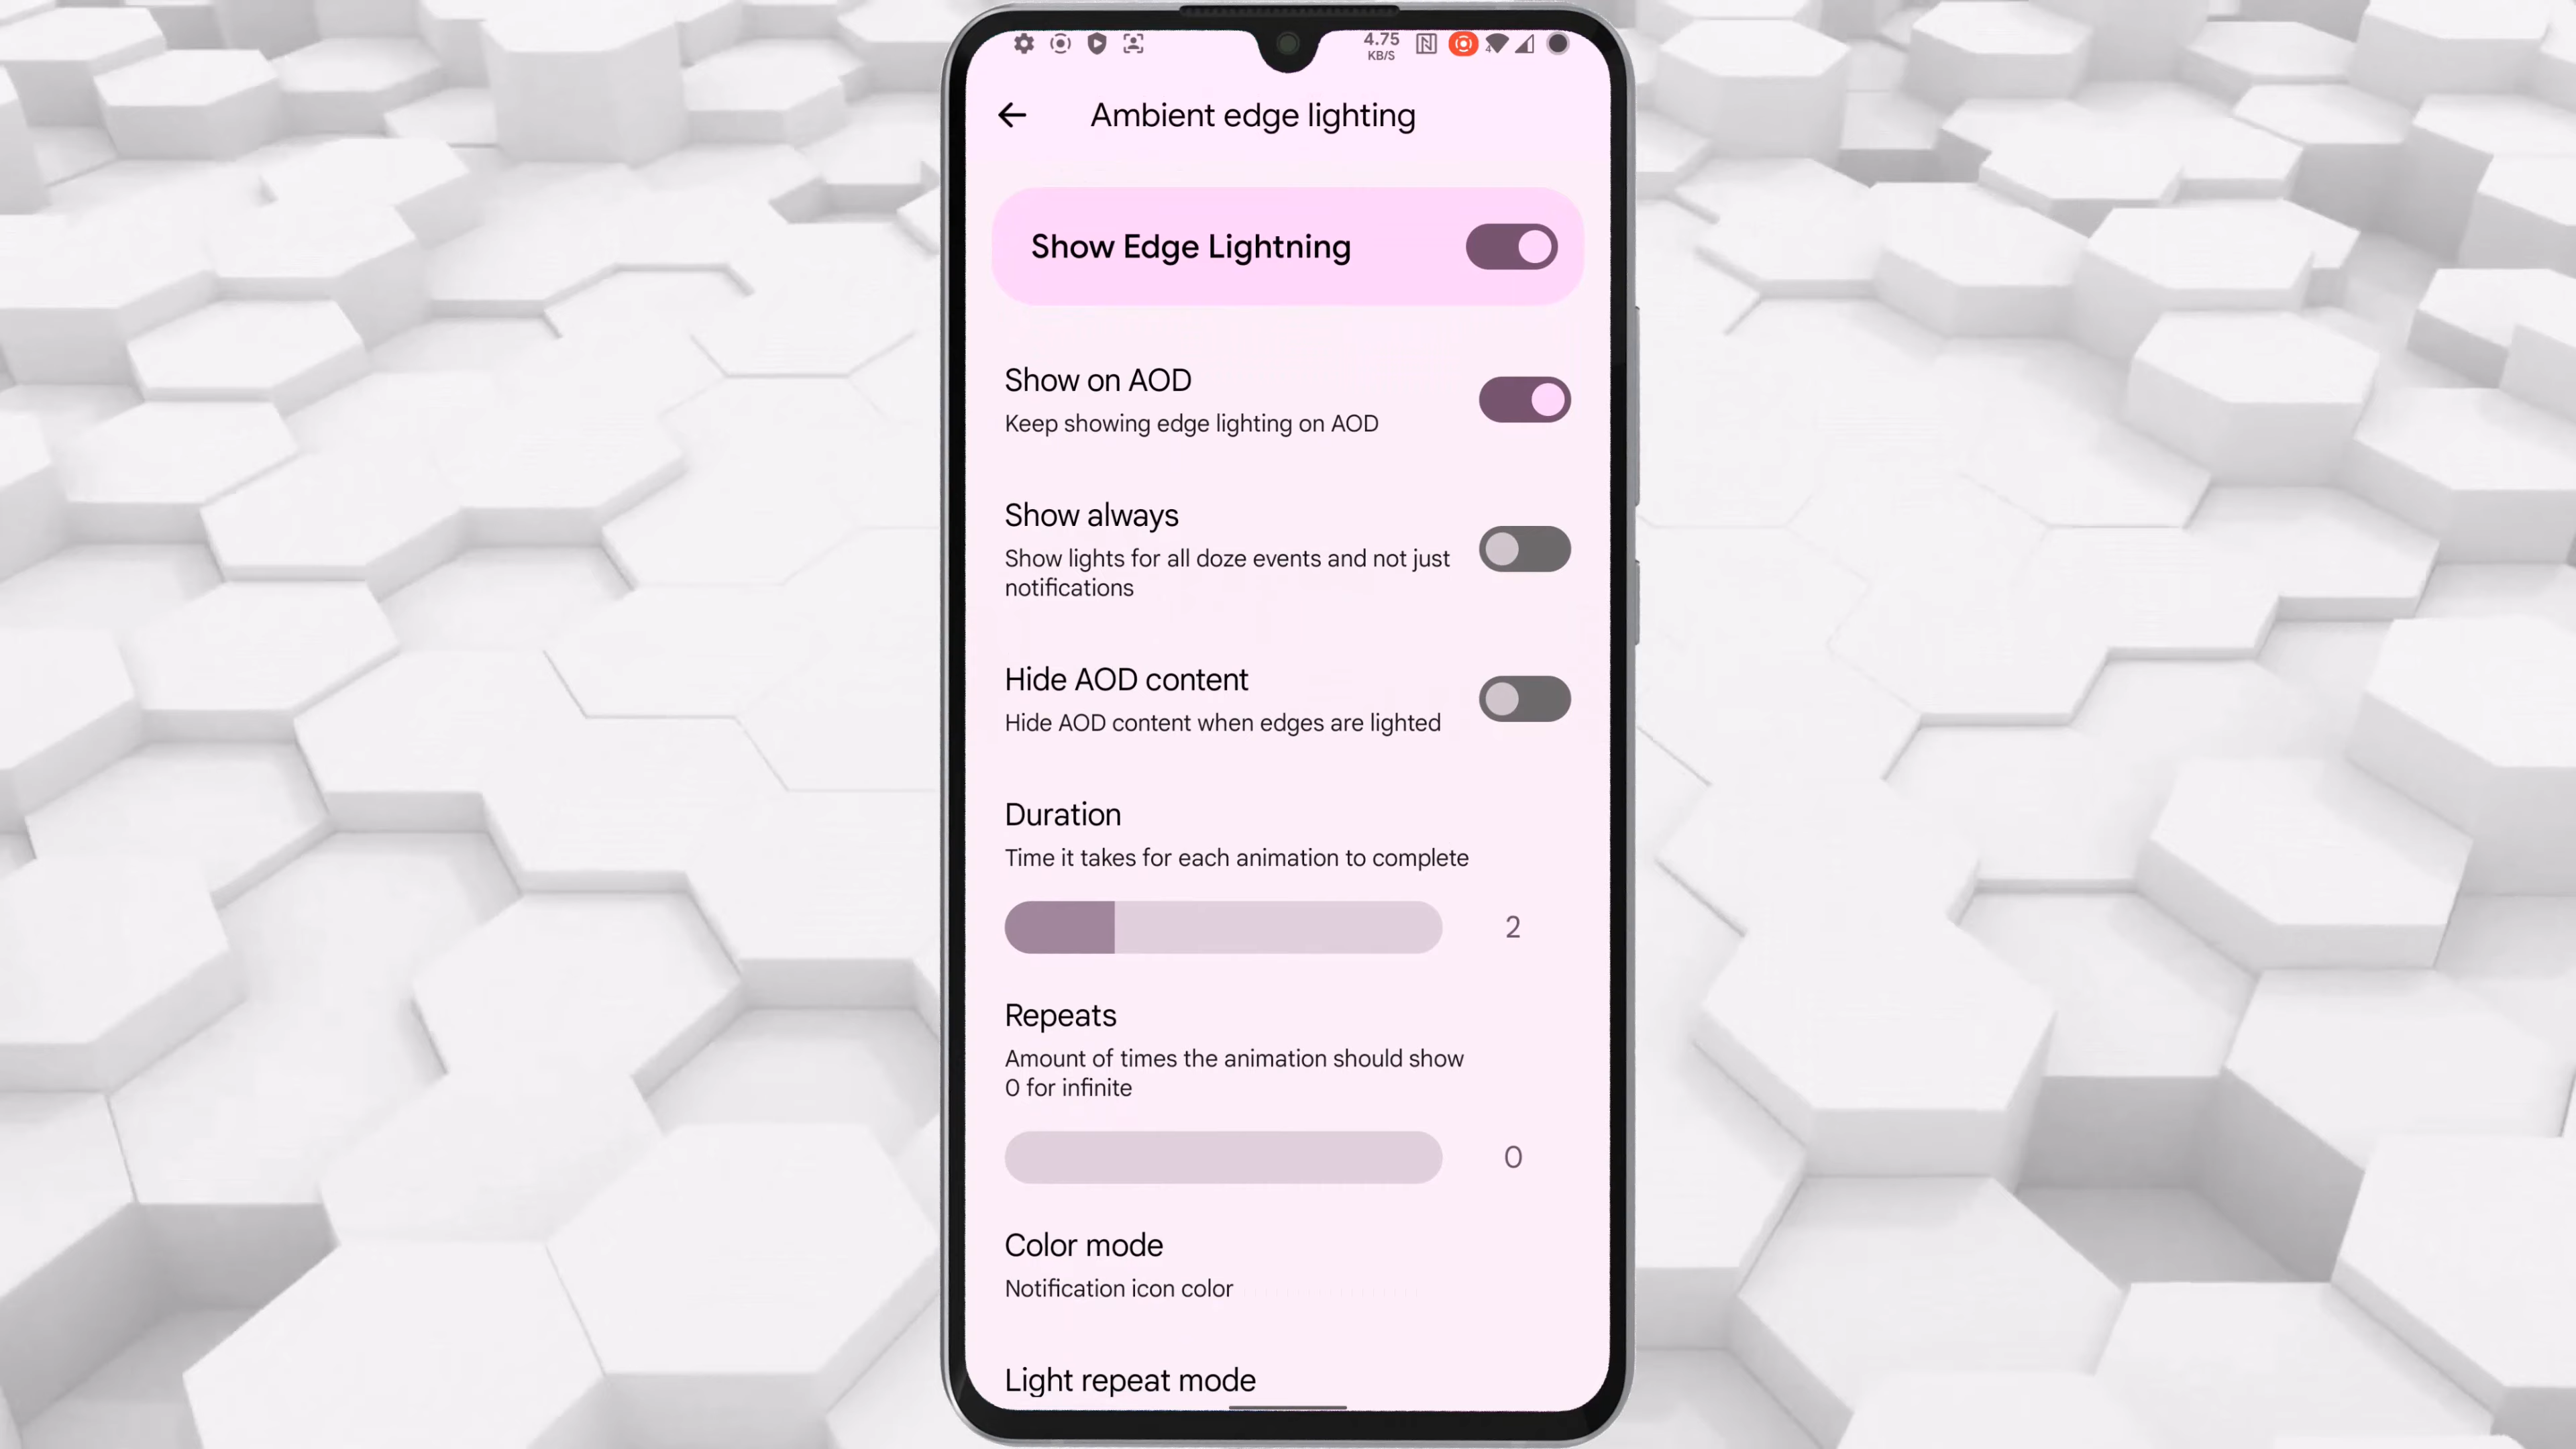 4.75
KB/S
4
Ambient edge lighting
Show Edge Lightning
Show on AOD
Keep showing edge lighting on AOD
Show always
Show lights for all doze events and not just
notifications
Hide AOD content
Hide AOD content when edges are lighted
Duration
Time it takes for each animation to complete
2
Repeats
Amount of times the animation should show
0 for infinite
0
Color mode
Notification icon color
Light repeat mode